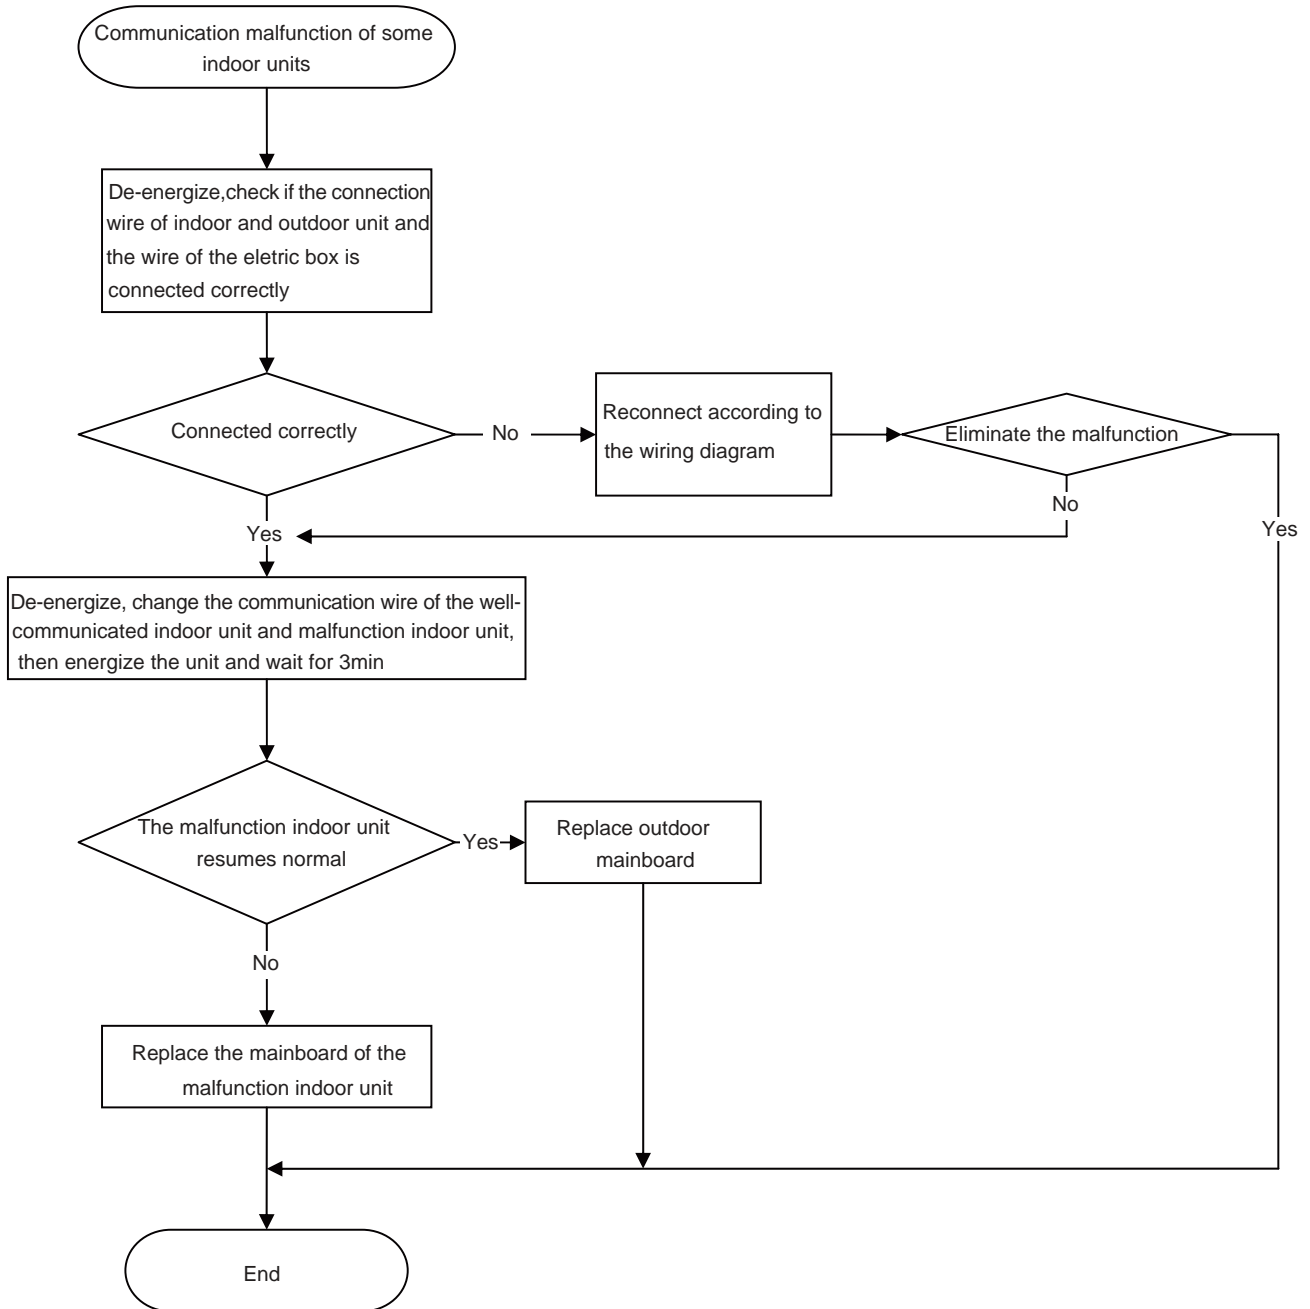 Communication malfunction of some
indoor units
De-energize,check if the connection
wire of indoor and outdoor unit and
the wire of the eletric box is
connected correctly
Connected correctly
No
Reconnect according to
the wiring diagram
Eliminate the malfunction
No
Yes
Yes
De-energize, change the communication wire of the well-
communicated indoor unit and malfunction indoor unit,
then energize the unit and wait for 3min
The malfunction indoor unit
resumes normal
Yes
Replace outdoor
mainboard
No
Replace the mainboard of the
malfunction indoor unit
End